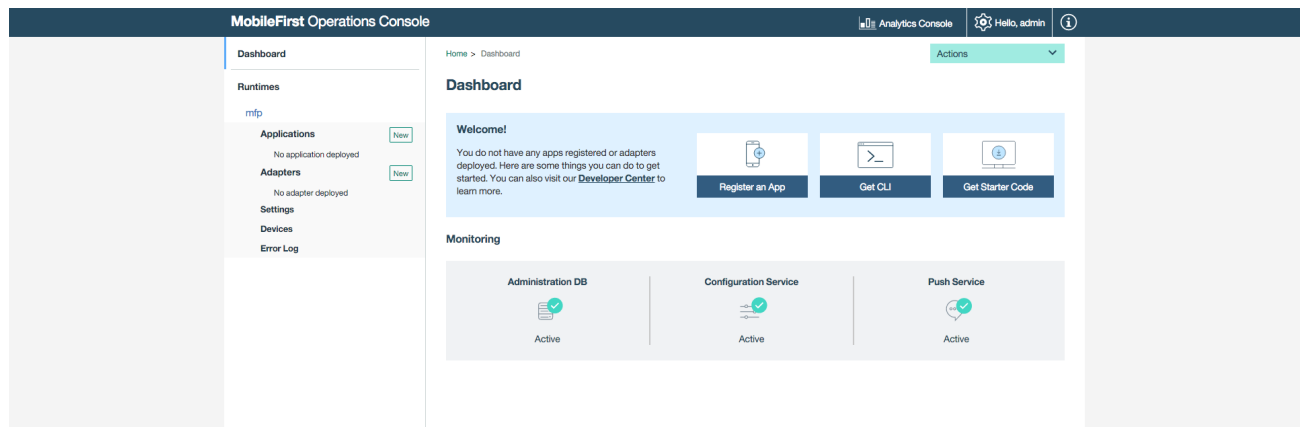 MobileFirst Operations Console
Analytics Console
Hello, admin
Dashboard
Runtimes
mfp
Applications
New
No application deployed
Adapters
New
No adapter deployed
Settings
Devices
Error Log
Home > Dashboard
Actions
Dashboard
Welcome!
You do not have any apps registered or adapters
deployed. Here are some things you can do to get
started. You can also visit our Developer Center to
learn more.
Register an App
Get CLI
Get Starter Code
Monitoring
Administration DB
Active
Configuration Service
Active
Push Service
Active